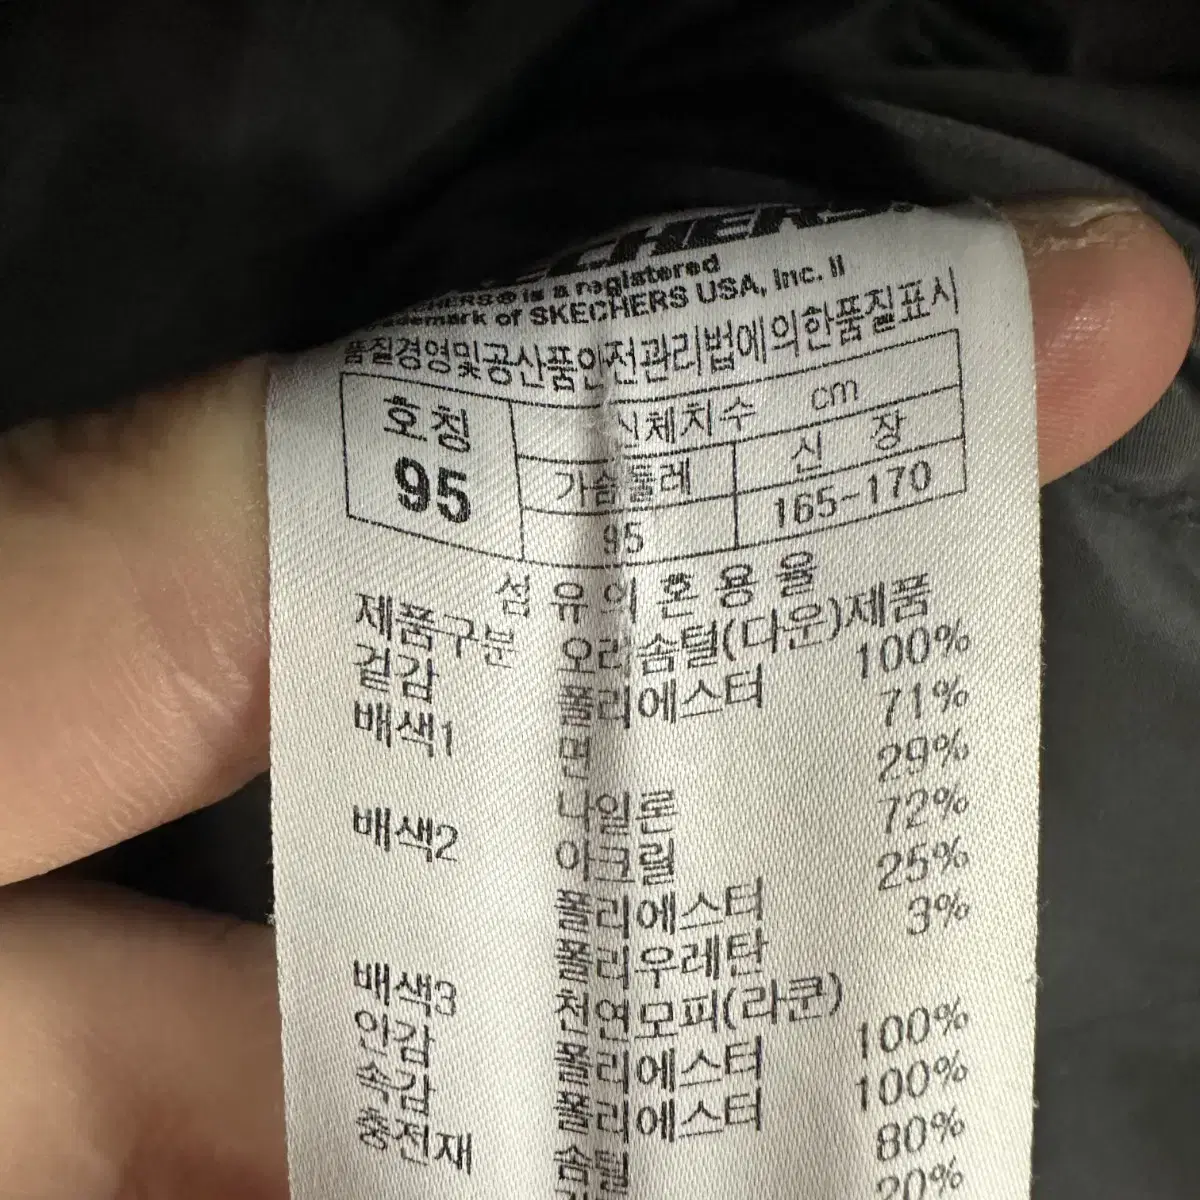 SKECHERS
SKECHERS® is a registered
trademark of SKECHERS USA, Inc. II
품질경영및공산품안전관리법에의한품질표시
호칭 신체치수 cm
95 가슴둘레 신장
95 165-170
섬유의혼용율
제품구분 오리솜털(다운)제품
겉감 폴리에스터 100%
배색1 면 71%
나일론 29%
배색2 아크릴 72%
폴리에스터 25%
폴리우레탄 3%
배색3 천연모피(라쿤)
안감 폴리에스터 100%
속감 폴리에스터 100%
충전재 솜털 80%
20%